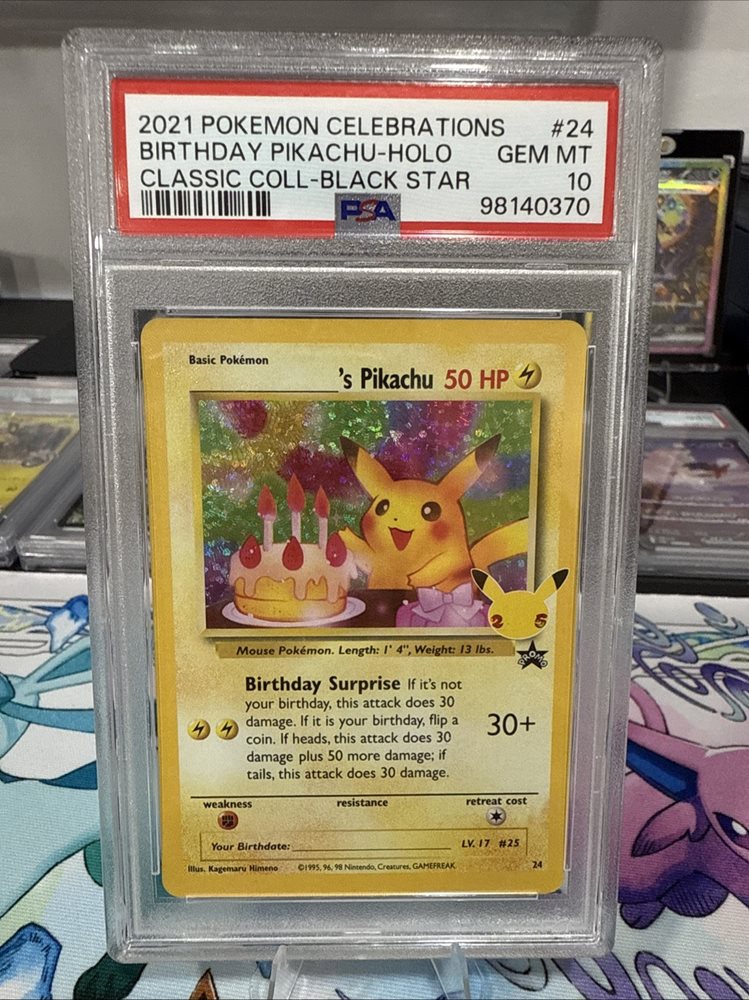 2021 POKEMON CELEBRATIONS #24
BIRTHDAY PIKACHU-HOLO GEM MT
CLASSIC COLL-BLACK STAR 10
PSA 98140370
Basic Pokémon
's Pikachu 50 HP
25
Mouse Pokémon. Length: 1' 4", Weight: 13 lbs.
PROMO
Birthday Surprise If it's not
your birthday, this attack does 30
damage. If it is your birthday, flip a
coin. If heads, this attack does 30
damage plus 50 more damage; if
tails, this attack does 30 damage.
30+
weakness resistance retreat cost
Your Birthdate: LV. 17 #25
Illus. Kagemaru Himeno ©1995, 96, 98 Nintendo, Creatures, GAMEFREAK. 24